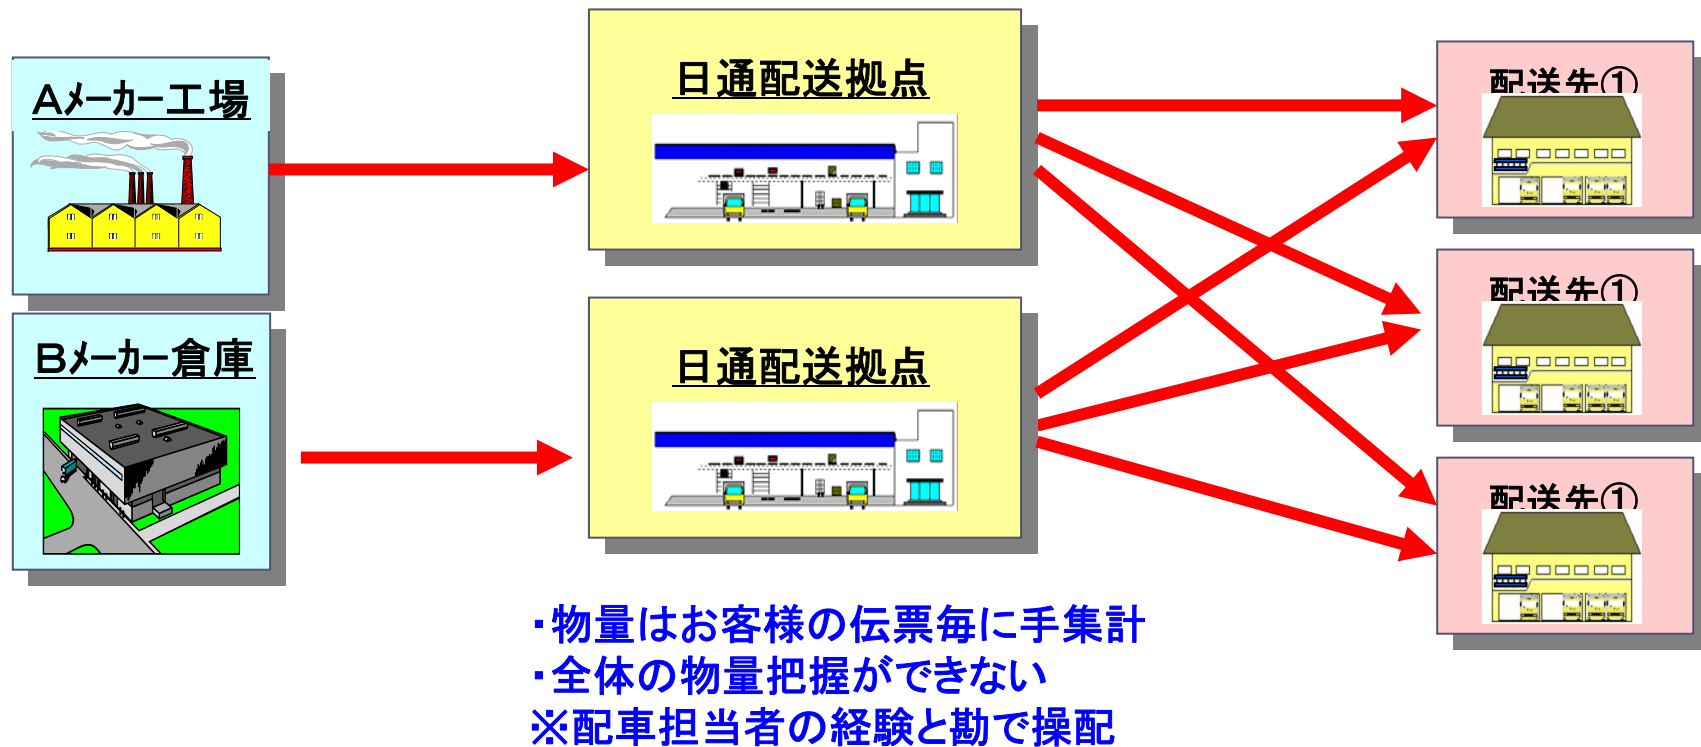 Aﾒｰｶｰ工場
日通配送拠点
配送先①
Bﾒｰｶｰ倉庫
日通配送拠点
配送先①
配送先①
・物量はお客様の伝票毎に手集計
・全体の物量把握ができない
※配車担当者の経験と勘で操配